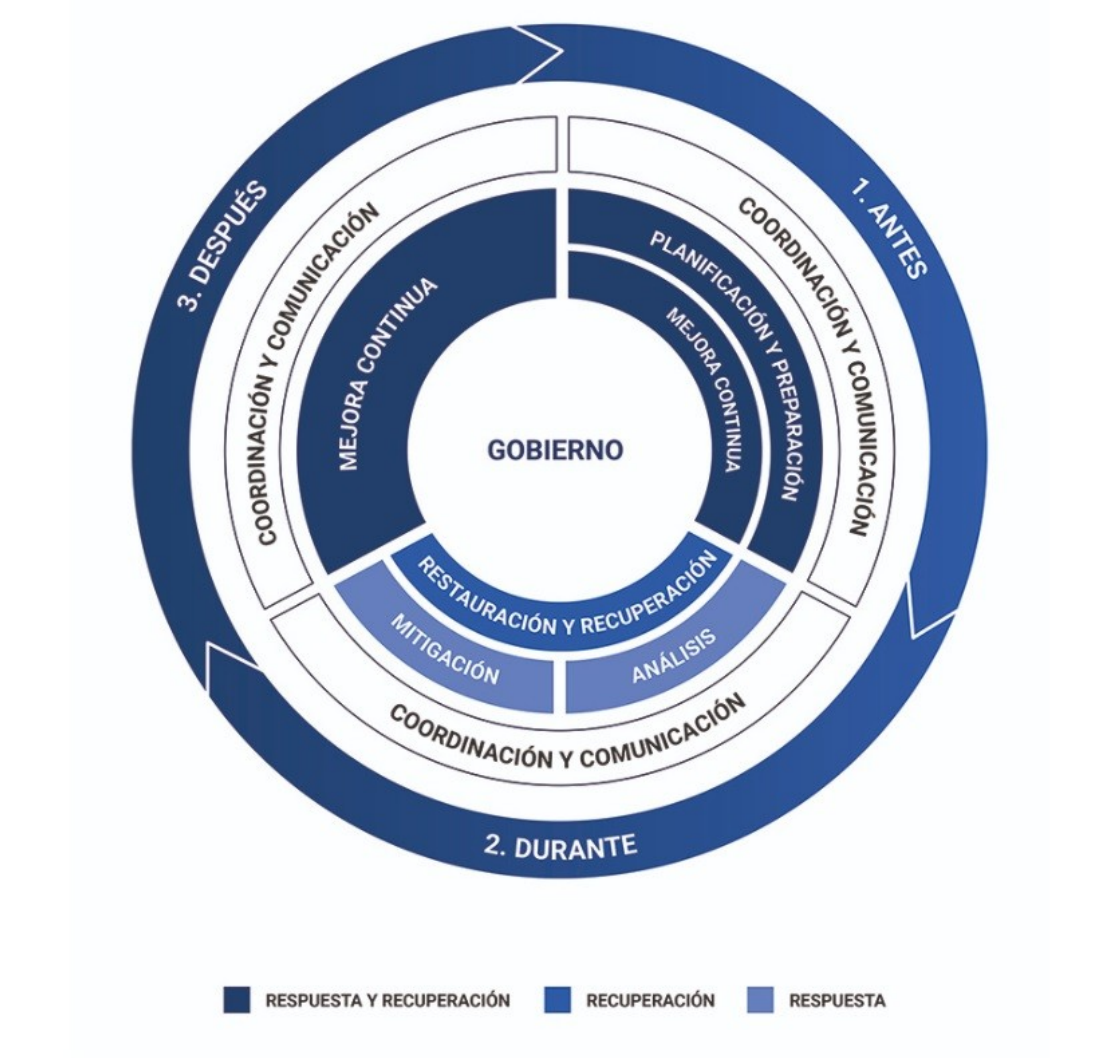 1. ANTES
COORDINACIÓN Y COMUNICACIÓN
PLANIFICACIÓN Y PREPARACIÓN
MEJORA CONTINUA
3. DESPUÉS
COORDINACIÓN Y COMUNICACIÓN
MEJORA CONTINUA
GOBIERNO
RESTAURACIÓN Y RECUPERACIÓN
MITIGACIÓN
ANÁLISIS
COORDINACIÓN Y COMUNICACIÓN
2. DURANTE
RESPUESTA Y RECUPERACIÓN
RECUPERACIÓN
RESPUESTA